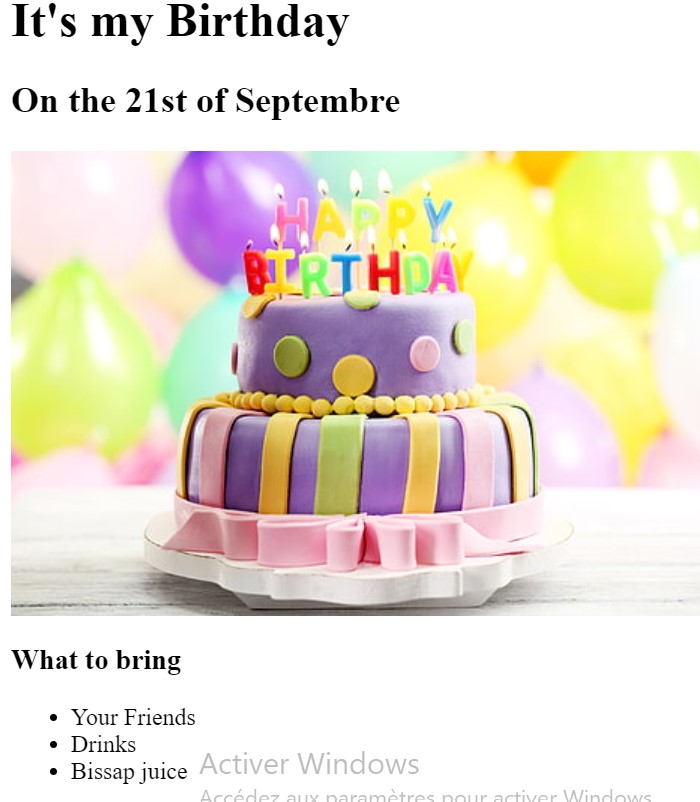 It's my Birthday
On the 21st of Septembre
HAPPY
BIRTHDAY
What to bring
Your Friends
Drinks
Bissap juice
Activer Windows
Accédez aux paramètres pour activer Windows